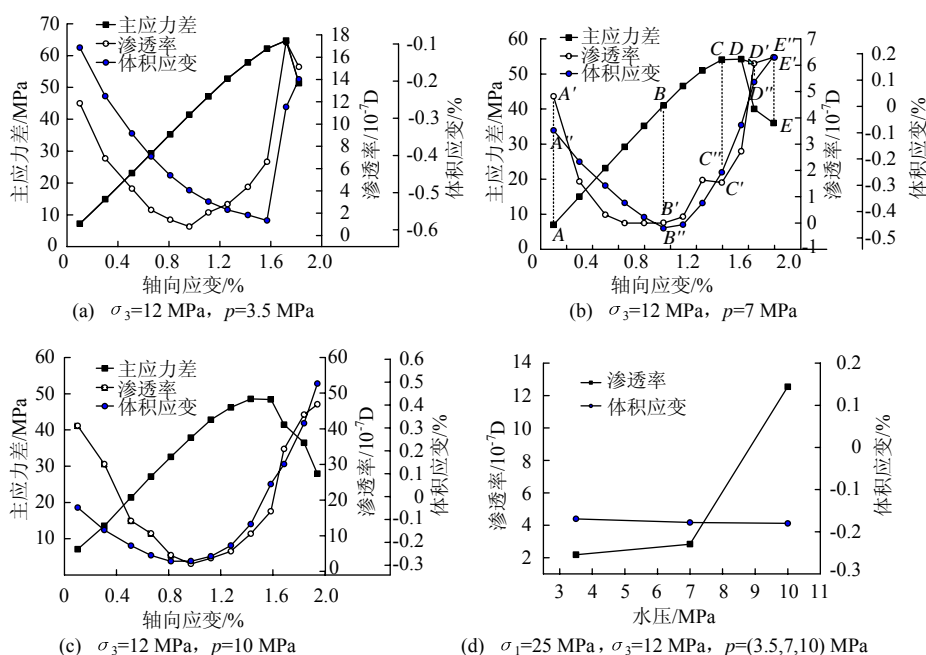 主应力差
渗透率
体积应变
70
60
50
40
30
20
10
0
主应力差/MPa
18
16
14
12
10
8
6
4
2
0
渗透率/10⁻⁷D
-0.1
-0.2
-0.3
-0.4
-0.5
-0.6
体积应变/%
0 0.4 0.8 1.2 1.6 2.0
轴向应变/%
(a) σ₃=12 MPa，p=3.5 MPa
主应力差
渗透率
体积应变
60
50
40
30
20
10
0
主应力差/MPa
A'
A''
A
B
B'
B''
C
C''
C'
D
D'
D''
E''
E'
E
7
6
5
4
3
2
1
0
-1
渗透率/10⁻⁷D
0.2
0.1
0
-0.1
-0.2
-0.3
-0.4
-0.5
体积应变/%
0 0.4 0.8 1.2 1.6 2.0
轴向应变/%
(b) σ₃=12 MPa，p=7 MPa
主应力差
渗透率
体积应变
60
50
40
30
20
10
主应力差/MPa
60
50
40
30
20
10
0
渗透率/10⁻⁷D
0.6
0.5
0.4
0.3
0.2
0.1
0
-0.1
-0.2
-0.3
体积应变/%
0.0 0.4 0.8 1.2 1.6 2.0
轴向应变/%
(c) σ₃=12 MPa，p=10 MPa
渗透率
体积应变
14
12
10
8
6
4
2
渗透率/10⁻⁷D
0.2
0.1
0
-0.1
-0.2
-0.3
体积应变/%
3 4 5 6 7 8 9 10 11
水压/MPa
(d) σ₁=25 MPa，σ₃=12 MPa，p=(3.5,7,10) MPa